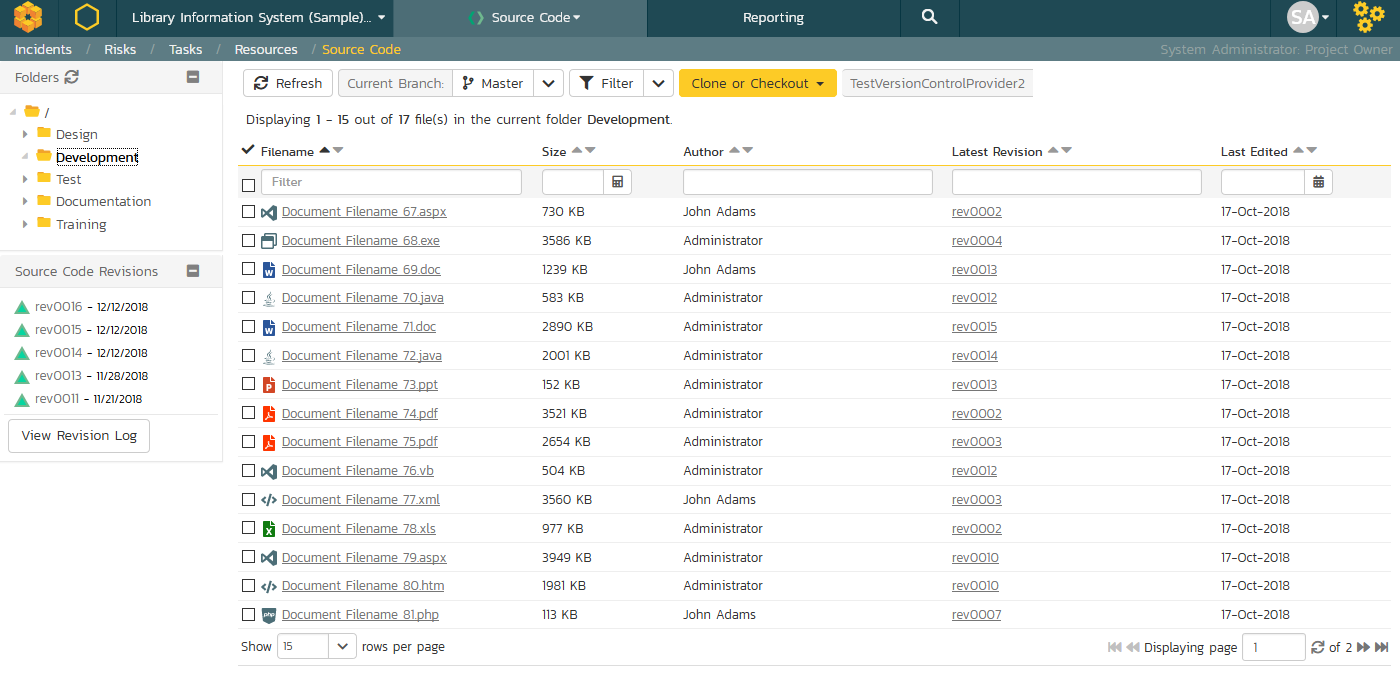 Library Information System (Sample)... Source Code Reporting SA
Incidents / Risks / Tasks / Resources / Source Code System Administrator: Project Owner
Folders
/
Design
Development
Test
Documentation
Training
Source Code Revisions
rev0016 - 12/12/2018
rev0015 - 12/12/2018
rev0014 - 12/12/2018
rev0013 - 11/28/2018
rev0011 - 11/21/2018
View Revision Log
Refresh Current Branch: Master Filter Clone or Checkout TestVersionControlProvider2
Displaying 1 - 15 out of 17 file(s) in the current folder Development.
Filename Size Author Latest Revision Last Edited
Filter
Document Filename 67.aspx 730 KB John Adams rev0002 17-Oct-2018
Document Filename 68.exe 3586 KB Administrator rev0004 17-Oct-2018
Document Filename 69.doc 1239 KB John Adams rev0013 17-Oct-2018
Document Filename 70.java 583 KB Administrator rev0012 17-Oct-2018
Document Filename 71.doc 2890 KB Administrator rev0015 17-Oct-2018
Document Filename 72.java 2001 KB Administrator rev0014 17-Oct-2018
Document Filename 73.ppt 152 KB Administrator rev0013 17-Oct-2018
Document Filename 74.pdf 3521 KB Administrator rev0002 17-Oct-2018
Document Filename 75.pdf 2654 KB Administrator rev0003 17-Oct-2018
Document Filename 76.vb 504 KB Administrator rev0012 17-Oct-2018
Document Filename 77.xml 3560 KB John Adams rev0003 17-Oct-2018
Document Filename 78.xls 977 KB Administrator rev0002 17-Oct-2018
Document Filename 79.aspx 3949 KB Administrator rev0010 17-Oct-2018
Document Filename 80.htm 1981 KB Administrator rev0010 17-Oct-2018
Document Filename 81.php 113 KB John Adams rev0007 17-Oct-2018
Show 15 rows per page Displaying page 1 of 2